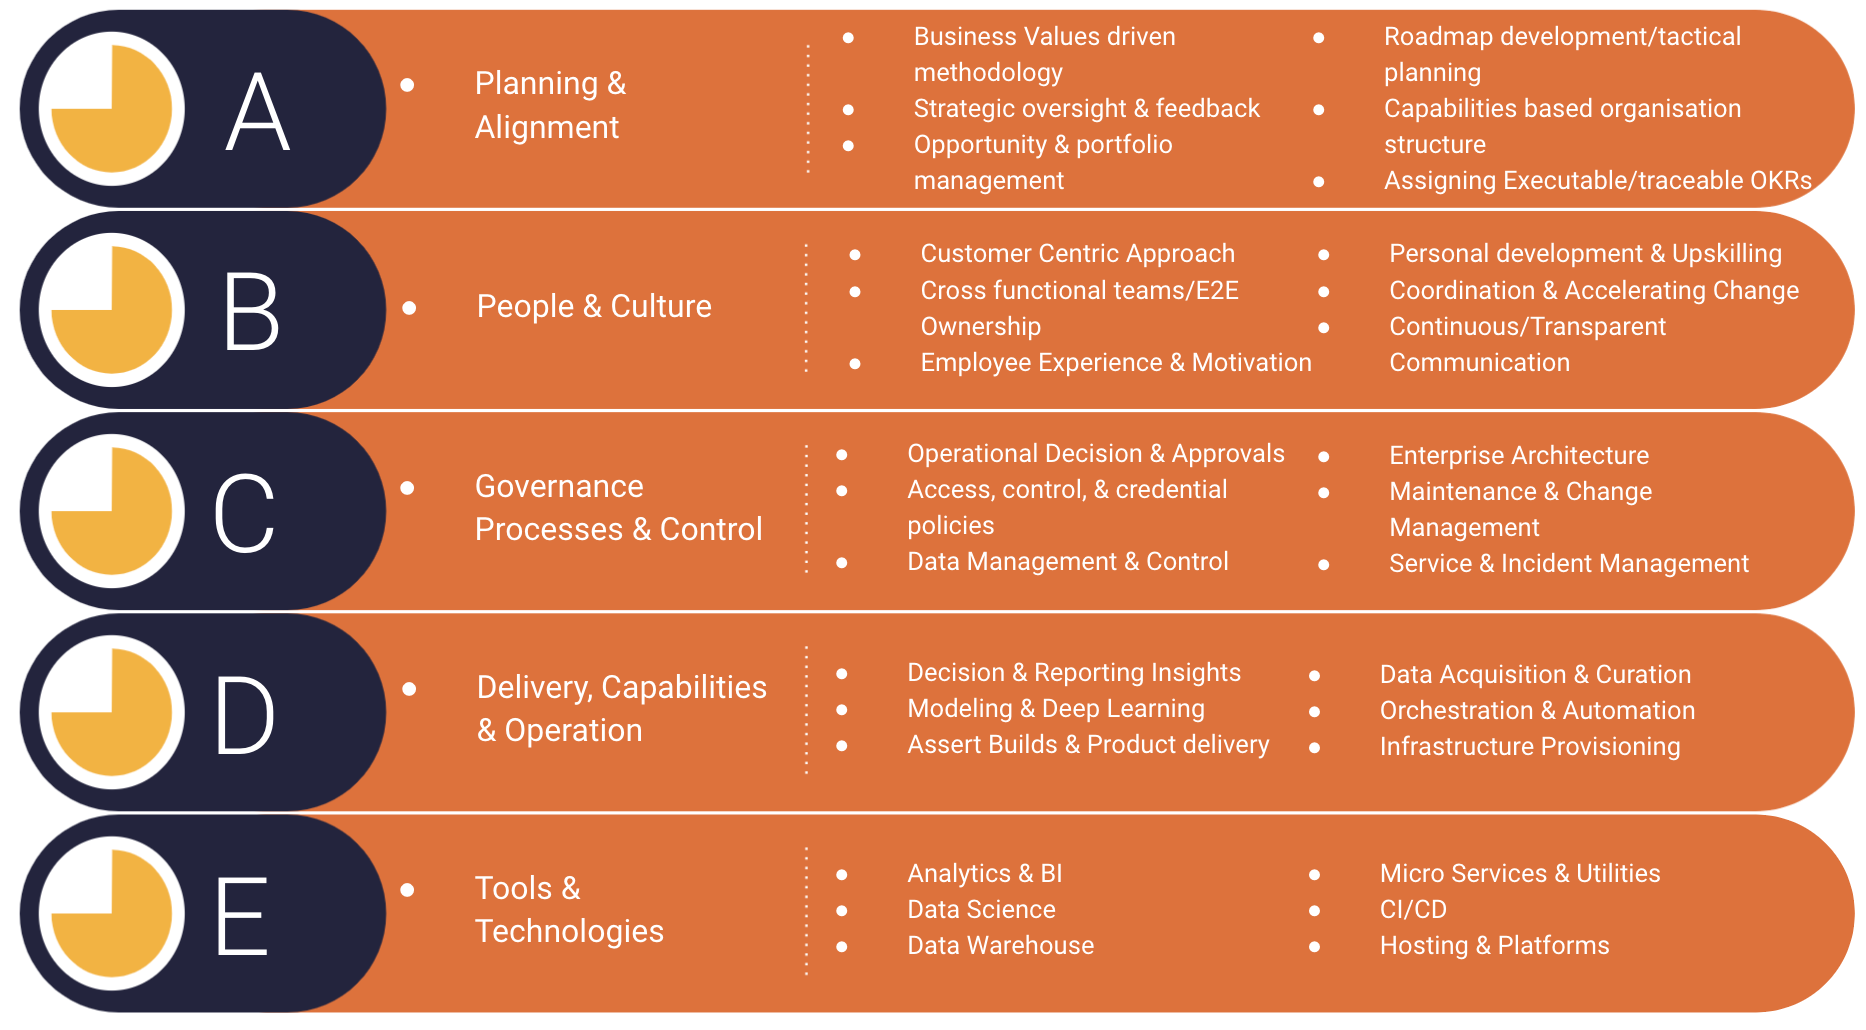 A
Planning &
Alignment
Business Values driven
methodology
Strategic oversight & feedback
Opportunity & portfolio
management
Roadmap development/tactical
planning
Capabilities based organisation
structure
Assigning Executable/traceable OKRs
B
People & Culture
Customer Centric Approach
Cross functional teams/E2E
Ownership
Employee Experience & Motivation
Personal development & Upskilling
Coordination & Accelerating Change
Continuous/Transparent
Communication
C
Governance
Processes & Control
Operational Decision & Approvals
Access, control, & credential
policies
Data Management & Control
Enterprise Architecture
Maintenance & Change
Management
Service & Incident Management
D
Delivery, Capabilities
& Operation
Decision & Reporting Insights
Modeling & Deep Learning
Assert Builds & Product delivery
Data Acquisition & Curation
Orchestration & Automation
Infrastructure Provisioning
E
Tools &
Technologies
Analytics & BI
Data Science
Data Warehouse
Micro Services & Utilities
CI/CD
Hosting & Platforms